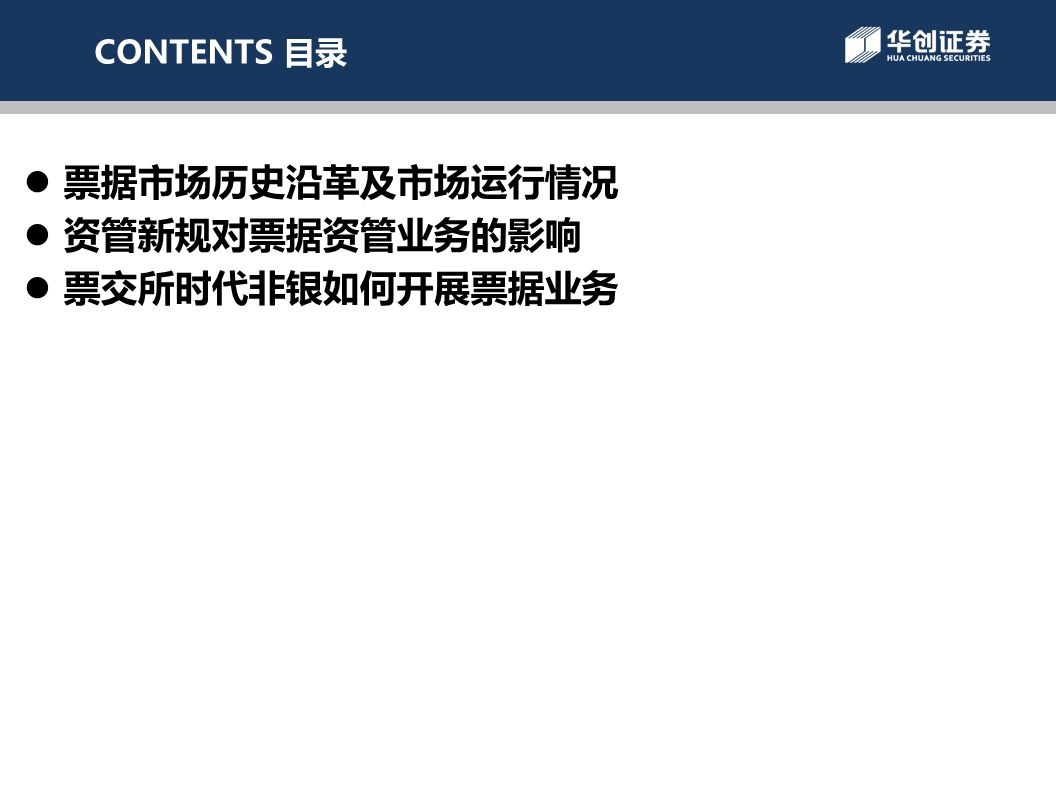 CONTENTS 目录
华创证券
HUA CHUANG SECURITIES
● 票据市场历史沿革及市场运行情况
● 资管新规对票据资管业务的影响
● 票交所时代非银如何开展票据业务